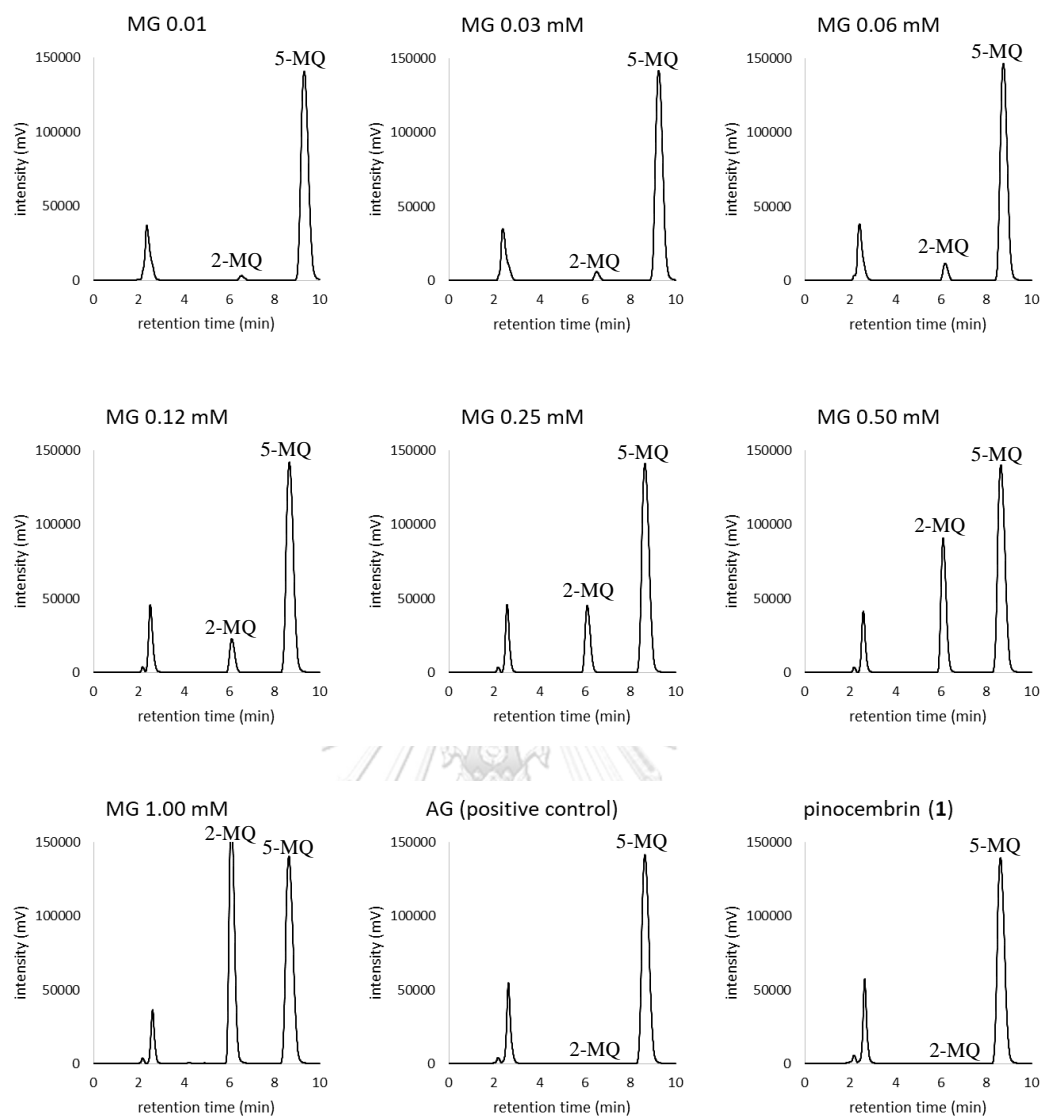 MG 0.01
MG 0.03 mM
MG 0.06 mM
intensity (mV)
150000
100000
50000
0
5-MQ
2-MQ
0 2 4 6 8 10
retention time (min)
intensity (mV)
150000
100000
50000
0
5-MQ
2-MQ
0 2 4 6 8 10
retention time (min)
intensity (mV)
150000
100000
50000
0
5-MQ
2-MQ
0 2 4 6 8 10
retention time (min)
MG 0.12 mM
MG 0.25 mM
MG 0.50 mM
intensity (mV)
150000
100000
50000
0
5-MQ
2-MQ
0 2 4 6 8 10
retention time (min)
intensity (mV)
150000
100000
50000
0
5-MQ
2-MQ
0 2 4 6 8 10
retention time (min)
intensity (mV)
150000
100000
50000
0
5-MQ
2-MQ
0 2 4 6 8 10
retention time (min)
MG 1.00 mM
AG (positive control)
pinocembrin (1)
intensity (mV)
150000
100000
50000
0
2-MQ
5-MQ
0 2 4 6 8 10
retention time (min)
intensity (mV)
150000
100000
50000
0
5-MQ
2-MQ
0 2 4 6 8 10
retention time (min)
intensity (mV)
150000
100000
50000
0
5-MQ
2-MQ
0 2 4 6 8 10
retention time (min)